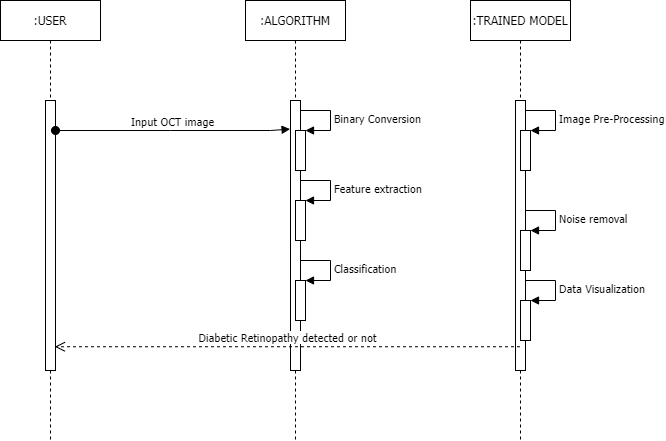 :USER
:ALGORITHM
:TRAINED MODEL
Input OCT image
Binary Conversion
Image Pre-Processing
Feature extraction
Noise removal
Classification
Data Visualization
Diabetic Retinopathy detected or not